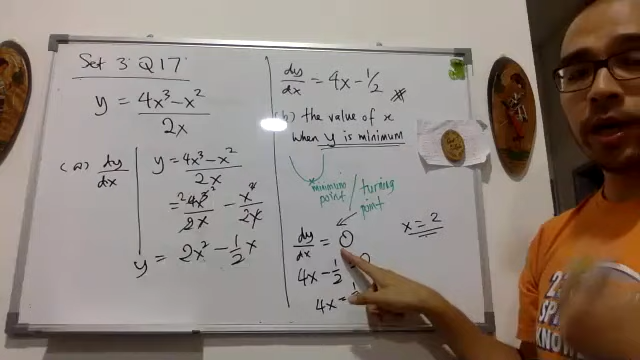 Set 3 Q17
y = 4x³ − x² / 2x
(a) dy/dx
y = 4x³ − x² / 2x
= 4x³ / 2x − x² / 2x
y = 2x² − 1/2 x
dy/dx = 4x − 1/2
(b) the value of x
when y is minimum
minimum point / turning point
dy/dx = 0
4x − 1/2 = 0
4x =
x = 2